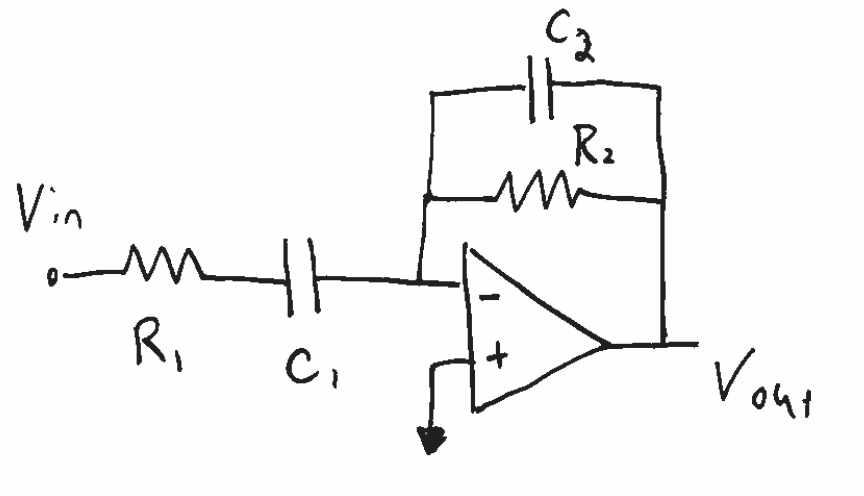 C₂
R₂
Vin
R₁
C₁
-
+
Vout